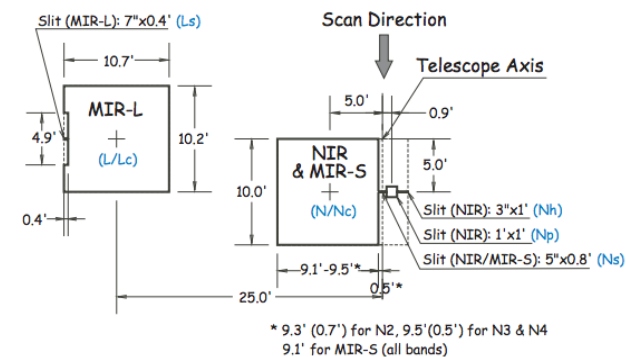 Scan Direction
Slit (MIR-L): 7"x0.4' (Ls)
10.7'
Telescope Axis
5.0'
0.9'
MIR-L
4.9'
10.2'
(L/Lc)
NIR
& MIR-S
5.0'
10.0'
(N/Nc)
Slit (NIR): 3"x1' (Nh)
0.4'
Slit (NIR): 1'x1' (Np)
Slit (NIR/MIR-S): 5"x0.8' (Ns)
9.1'-9.5'*
0.5'*
25.0'
* 9.3' (0.7') for N2, 9.5'(0.5') for N3 & N4
9.1' for MIR-S (all bands)